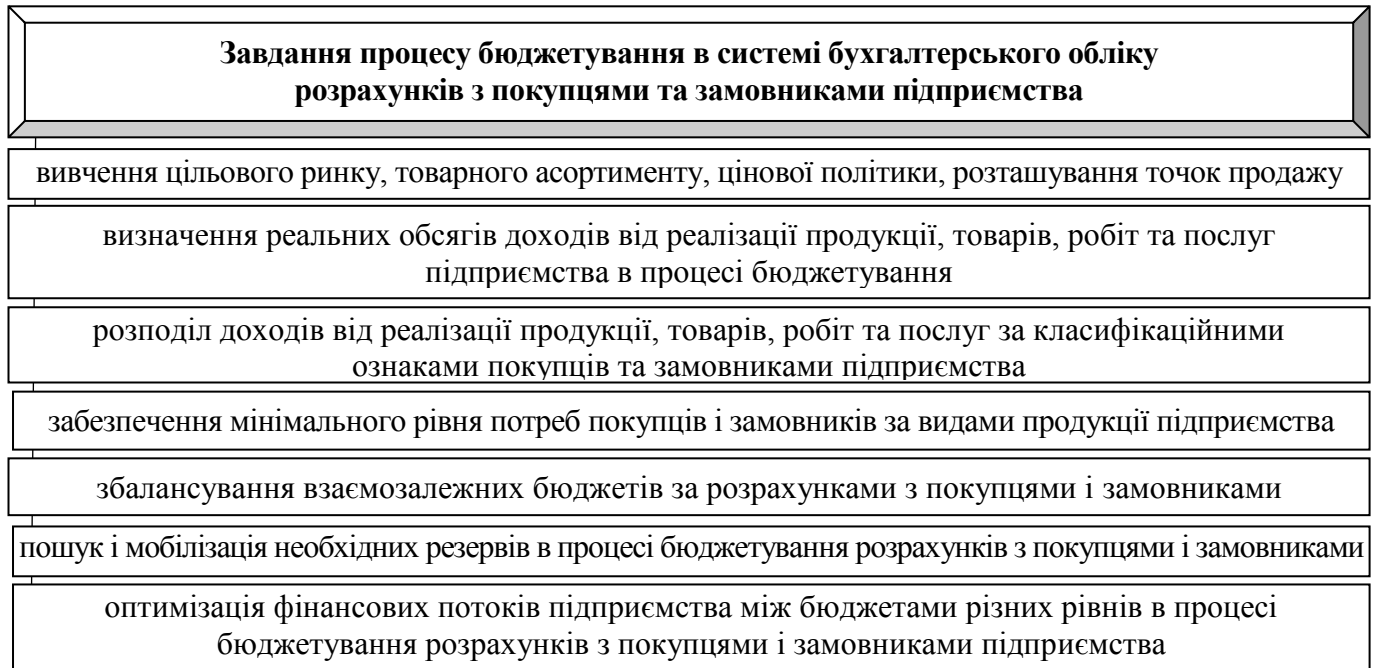 Завдання процесу бюджетування в системі бухгалтерського обліку
розрахунків з покупцями та замовниками підприємства
вивчення цільового ринку, товарного асортименту, цінової політики, розташування точок продажу
визначення реальних обсягів доходів від реалізації продукції, товарів, робіт та послуг
підприємства в процесі бюджетування
розподіл доходів від реалізації продукції, товарів, робіт та послуг за класифікаційними
ознаками покупців та замовниками підприємства
забезпечення мінімального рівня потреб покупців і замовників за видами продукції підприємства
збалансування взаємозалежних бюджетів за розрахунками з покупцями і замовниками
пошук і мобілізація необхідних резервів в процесі бюджетування розрахунків з покупцями і замовниками
оптимізація фінансових потоків підприємства між бюджетами різних рівнів в процесі
бюджетування розрахунків з покупцями і замовниками підприємства